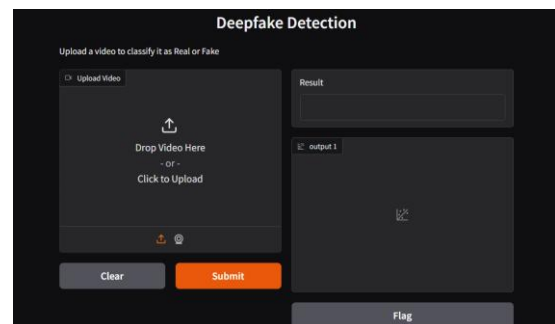 Deepfake Detection
Upload a video to classify it as Real or Fake
Upload Video
Drop Video Here
- or -
Click to Upload
Clear
Submit
Result
output 1
Flag